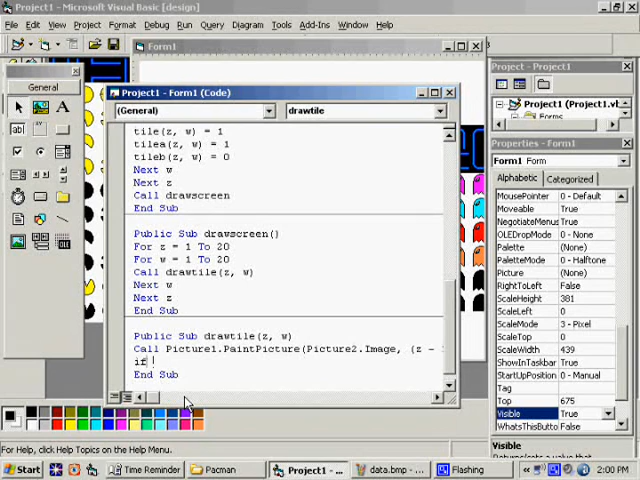 Project1 - Microsoft Visual Basic [design]
File Edit View Project Format Debug Run Query Diagram Tools Add-Ins Window Help
Form1
General
Project1 - Form1 (Code)
(General) drawtile
tile(z, w) = 1
tilea(z, w) = 1
tileb(z, w) = 0
Next w
Next z
Call drawscreen
End Sub
Public Sub drawscreen()
For z = 1 To 20
For w = 1 To 20
Call drawtile(z, w)
Next w
Next z
End Sub
Public Sub drawtile(z, w)
Call Picture1.PaintPicture(Picture2.Image, (z -
if
End Sub
Project - Project1
Project1 (Project1.vb
Forms
Properties - Form1
Form1 Form
Alphabetic Categorized
MousePointer 0 - Default
Moveable True
NegotiateMenus True
OLEDropMode 0 - None
Palette (None)
PaletteMode 0 - Halftone
Picture (None)
RightToLeft False
ScaleHeight 381
ScaleLeft 0
ScaleMode 3 - Pixel
ScaleTop 0
ScaleWidth 439
ShowInTaskbar True
StartUpPosition 0 - Manual
Tag
Top 675
Visible True
WhatsThisButton False
Visible
For Help, click Help Topics on the Help Menu.
Start Time Reminder Pacman Project1 - ... data.bmp - ... Flashing 2:00 PM